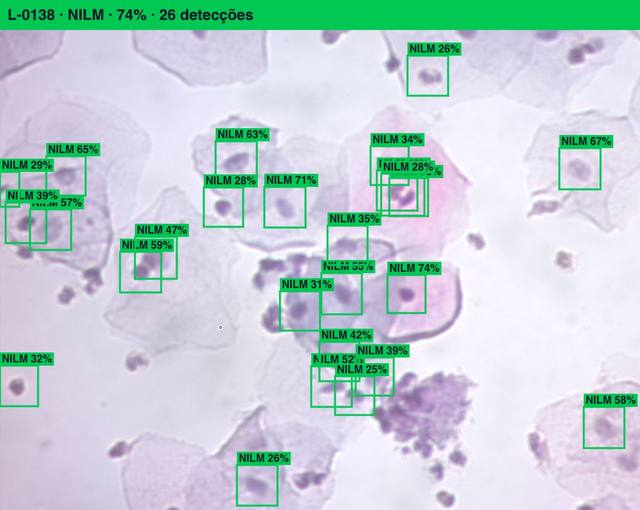 L-0138 · NILM · 74% · 26 detecções
NILM 26%
NILM 63%
NILM 34%
NILM 67%
NILM 65%
NILM 29%
NILM 28%
NILM 28%
NILM 71%
NILM 39%
NILM 57%
NILM 35%
NILM 47%
NILM 59%
NILM 55%
NILM 74%
NILM 31%
NILM 42%
NILM 39%
NILM 52%
NILM 25%
NILM 32%
NILM 58%
NILM 26%